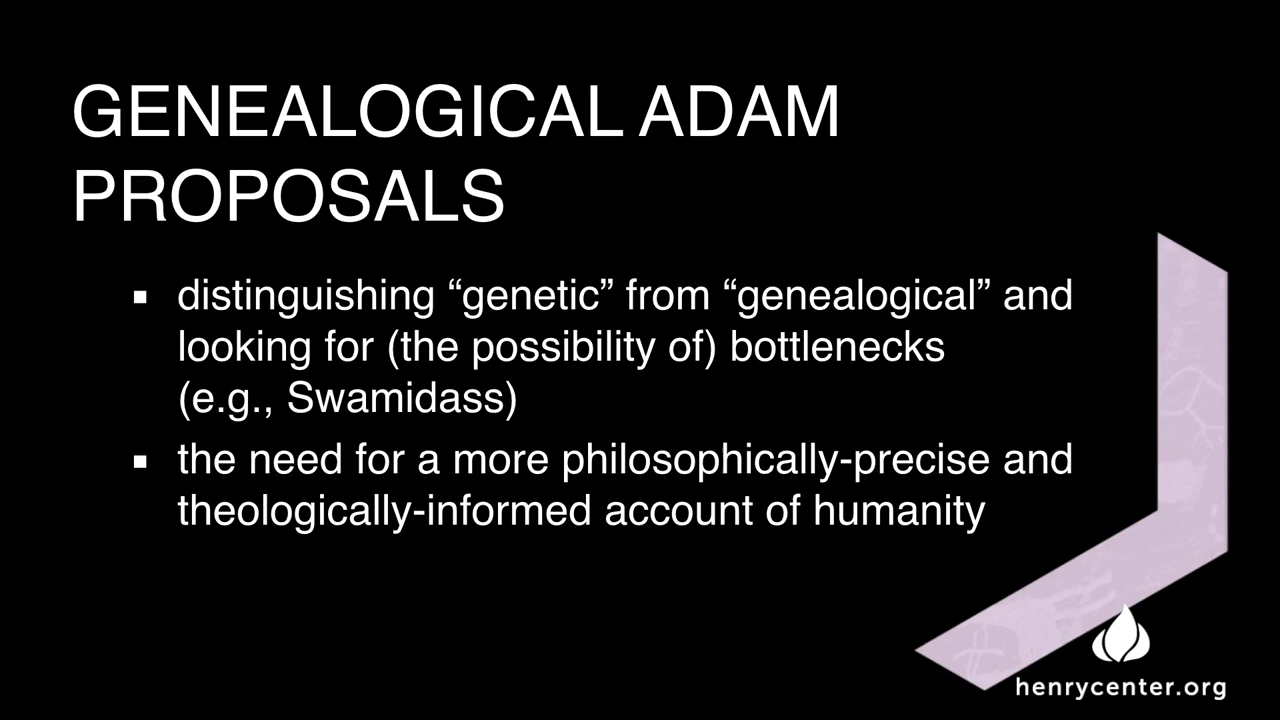 GENEALOGICAL ADAM
PROPOSALS
▪ distinguishing “genetic” from “genealogical” and
looking for (the possibility of) bottlenecks
(e.g., Swamidass)
▪ the need for a more philosophically-precise and
theologically-informed account of humanity
henrycenter.org